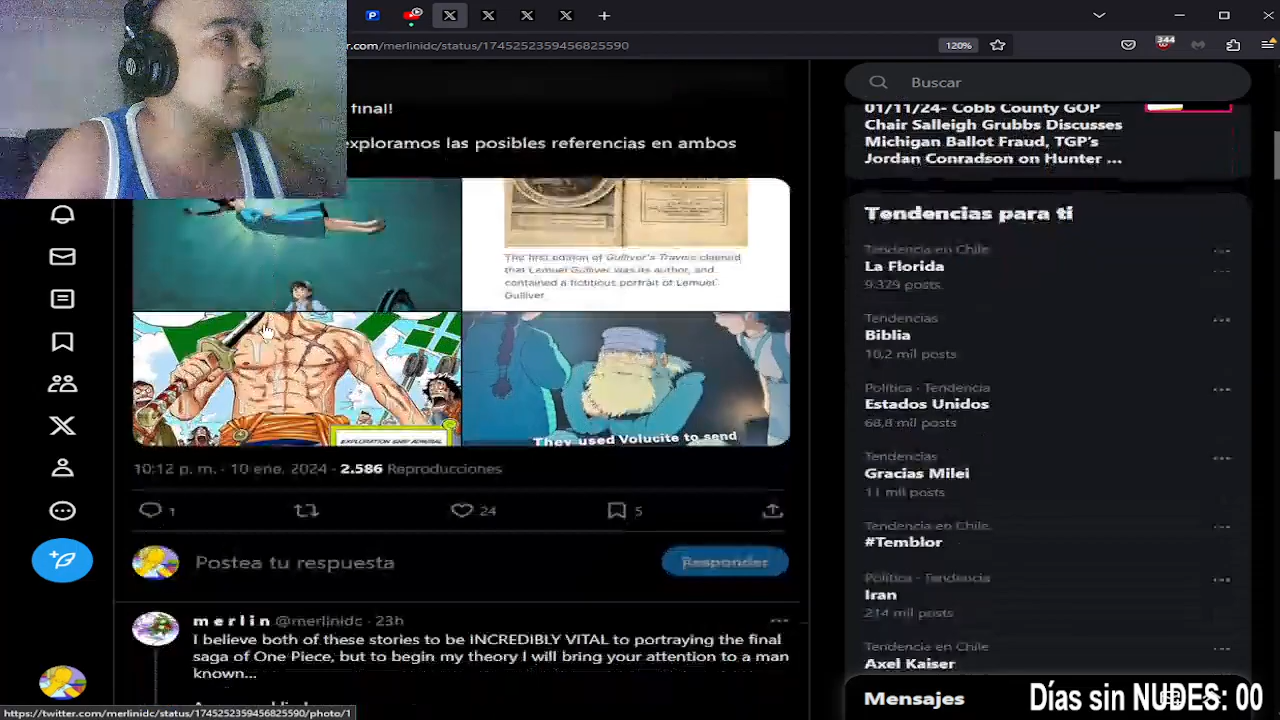 .com/merlinidc/status/1745252359456825590
120%
344
Buscar
final!
exploramos las posibles referencias en ambos
01/11/24- Cobb County GOP
Chair Salleigh Grubbs Discusses
Michigan Ballot Fraud, TGP's
Jordan Conradson on Hunter ...
Tendencias para ti
Tendencia en Chile
La Florida
9.329 posts
Tendencias
Biblia
10,2 mil posts
Política · Tendencia
Estados Unidos
68,8 mil posts
Tendencias
Gracias Milei
11 mil posts
Tendencia en Chile
#Temblor
Política · Tendencia
Iran
214 mil posts
Tendencia en Chile
Axel Kaiser
The first edition of Gulliver's Travels claimed
that Lemuel Gulliver was its author, and
contained a fictitious portrait of Lemuel
Gulliver
EXPLORATION SHIP ADMIRAL
They used Volucite to send
10:12 p. m. · 10 ene. 2024 · 2.586 Reproducciones
1
24
5
Postea tu respuesta
Responder
merlin @merlinidc · 23h
I believe both of these stories to be INCREDIBLY VITAL to portraying the final
saga of One Piece, but to begin my theory I will bring your attention to a man
known...
Mensajes
Días sin NUDES: 00
https://twitter.com/merlinidc/status/1745252359456825590/photo/1